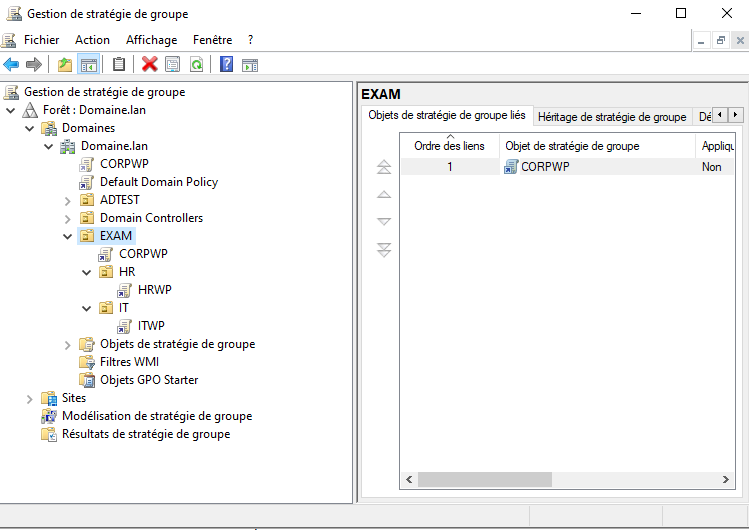 Gestion de stratégie de groupe
Fichier Action Affichage Fenêtre ?
Gestion de stratégie de groupe
Forêt : Domaine.lan
Domaines
Domaine.lan
CORPWP
Default Domain Policy
ADTEST
Domain Controllers
EXAM
CORPWP
HR
HRWP
IT
ITWP
Objets de stratégie de groupe
Filtres WMI
Objets GPO Starter
Sites
Modélisation de stratégie de groupe
Résultats de stratégie de groupe
EXAM
Objets de stratégie de groupe liés Héritage de stratégie de groupe Dé
Ordre des liens Objet de stratégie de groupe Appliqu
1 CORPWP Non